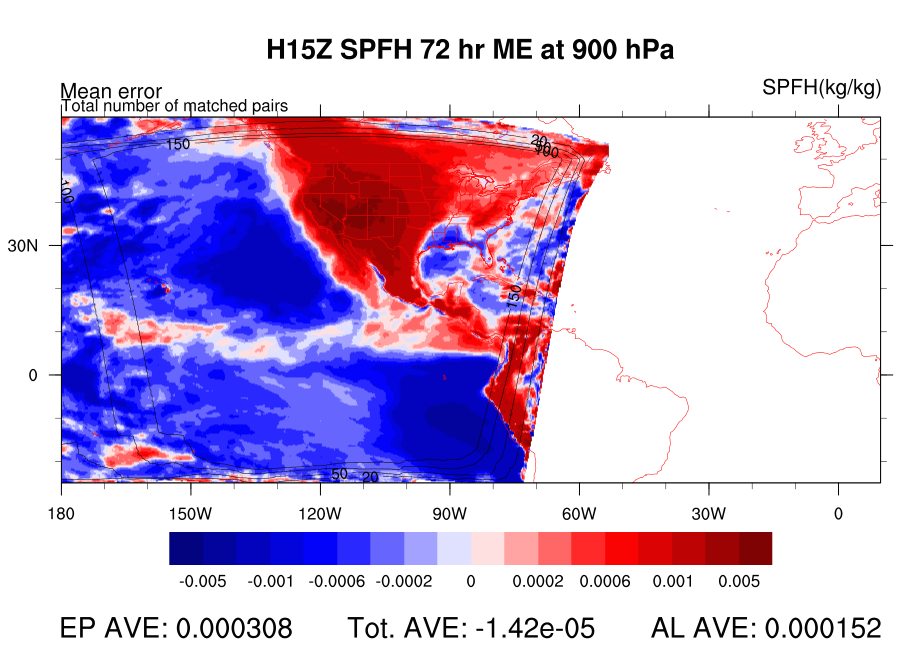 H15Z SPFH 72 hr ME at 900 hPa
Mean error
SPFH(kg/kg)
Total number of matched pairs
150
20
100
150
30N
0
50
20
180
150W
120W
90W
60W
30W
0
-0.005
-0.001
-0.0006
-0.0002
0
0.0002
0.0006
0.001
0.005
EP AVE: 0.000308
Tot. AVE: -1.42e-05
AL AVE: 0.000152